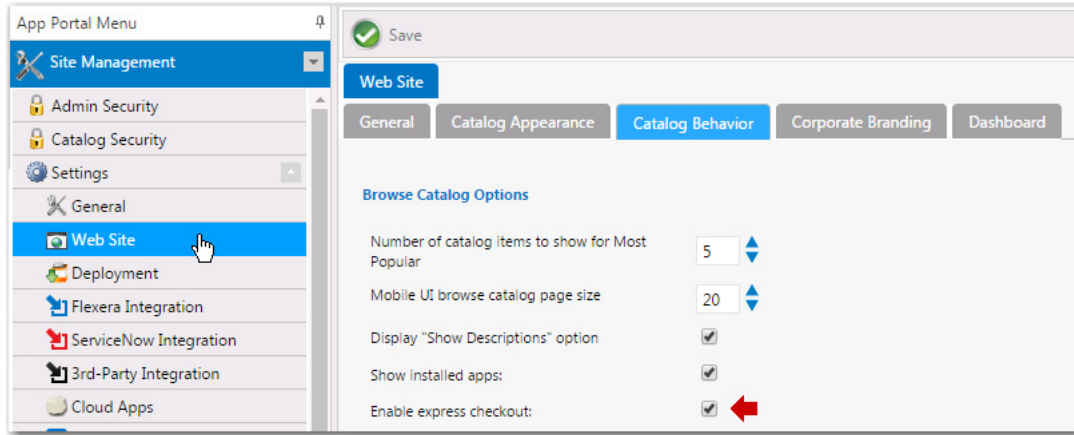 App Portal Menu
Site Management
Admin Security
Catalog Security
Settings
General
Web Site
Deployment
Flexera Integration
ServiceNow Integration
3rd-Party Integration
Cloud Apps
Save
Web Site
General
Catalog Appearance
Catalog Behavior
Corporate Branding
Dashboard
Browse Catalog Options
Number of catalog items to show for Most
Popular
5
Mobile UI browse catalog page size
20
Display "Show Descriptions" option
Show installed apps:
Enable express checkout: